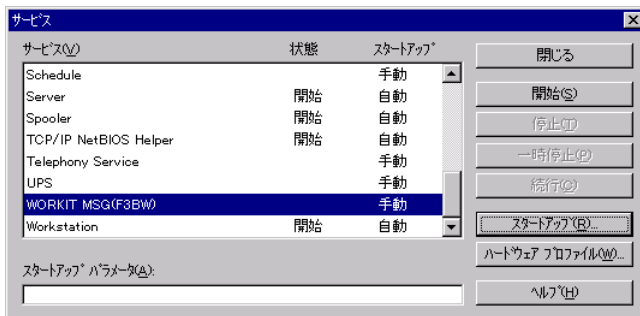 サービス
サービス(V) 状態 スタートアップ
閉じる
Schedule 手動
Server 開始 自動
開始(S)
Spooler 開始 自動
停止(T)
TCP/IP NetBIOS Helper 開始 自動
一時停止(P)
Telephony Service 手動
UPS 手動
続行(C)
WORKIT MSG(F3BW) 手動
Workstation 開始 自動
スタートアップ(R)...
ハードウェア プロファイル(W)...
スタートアップ パラメータ(A):
ヘルプ(H)